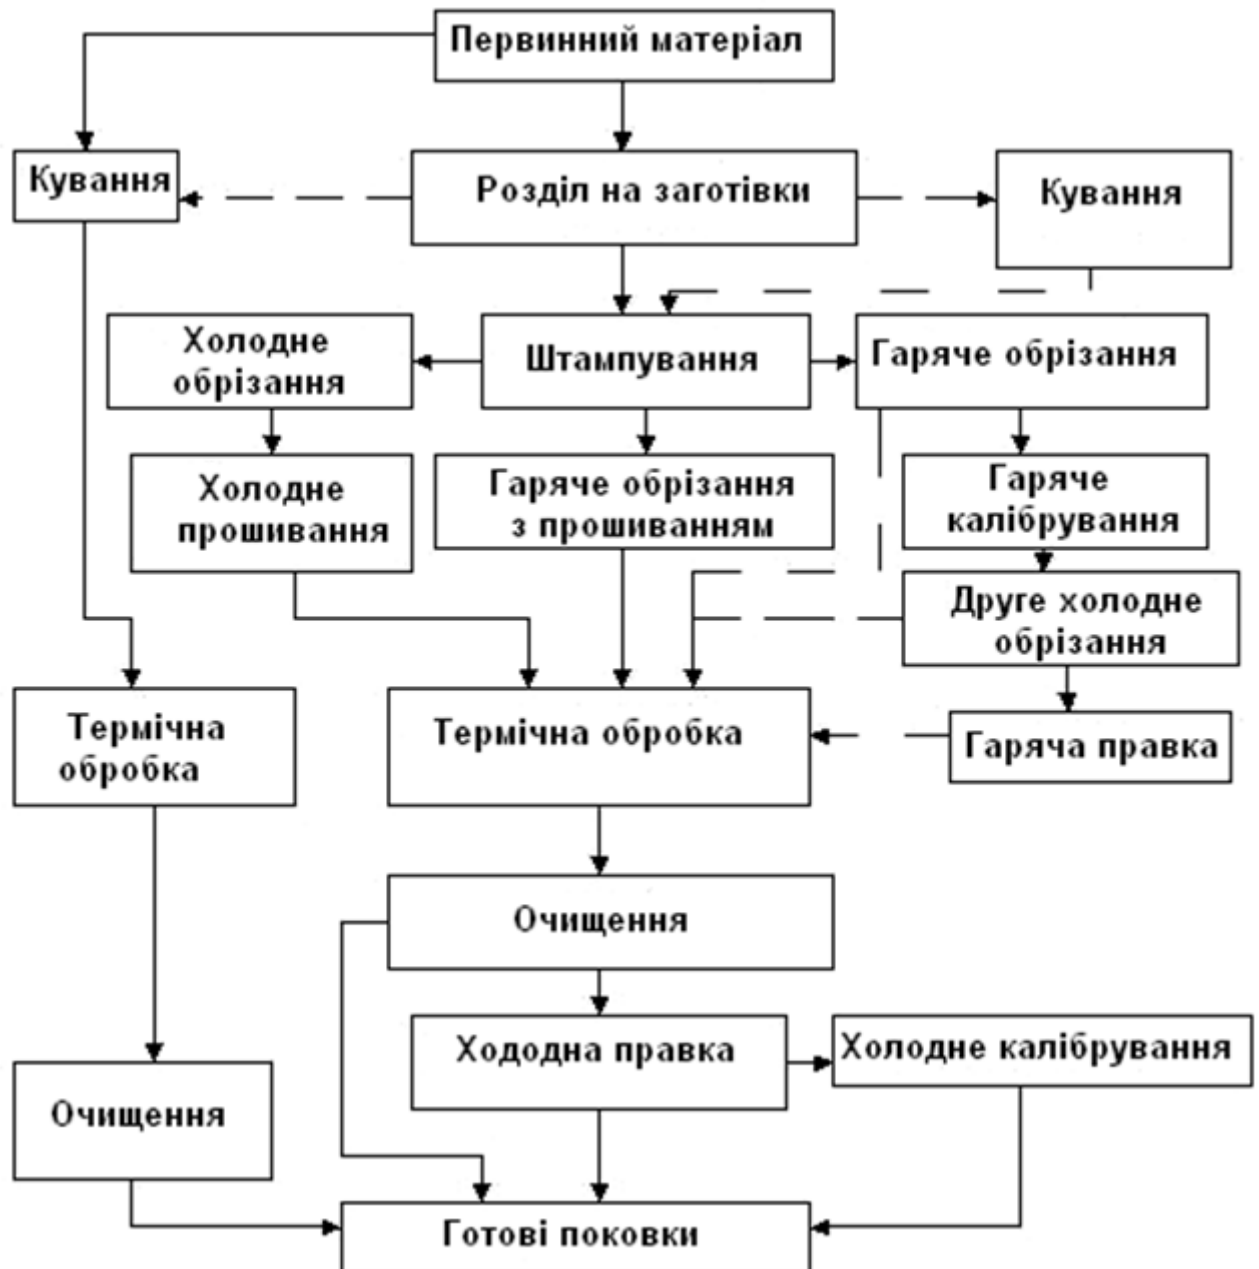 Первинний матеріал
Кування
Розділ на заготівки
Кування
Холодне
обрізання
Штампування
Гаряче обрізання
Холодне
прошивання
Гаряче обрізання
з прошиванням
Гаряче
калібрування
Друге холодне
обрізання
Термічна
обробка
Термічна обробка
Гаряча правка
Очищення
Хододна правка
Холодне калібрування
Очищення
Готові поковки